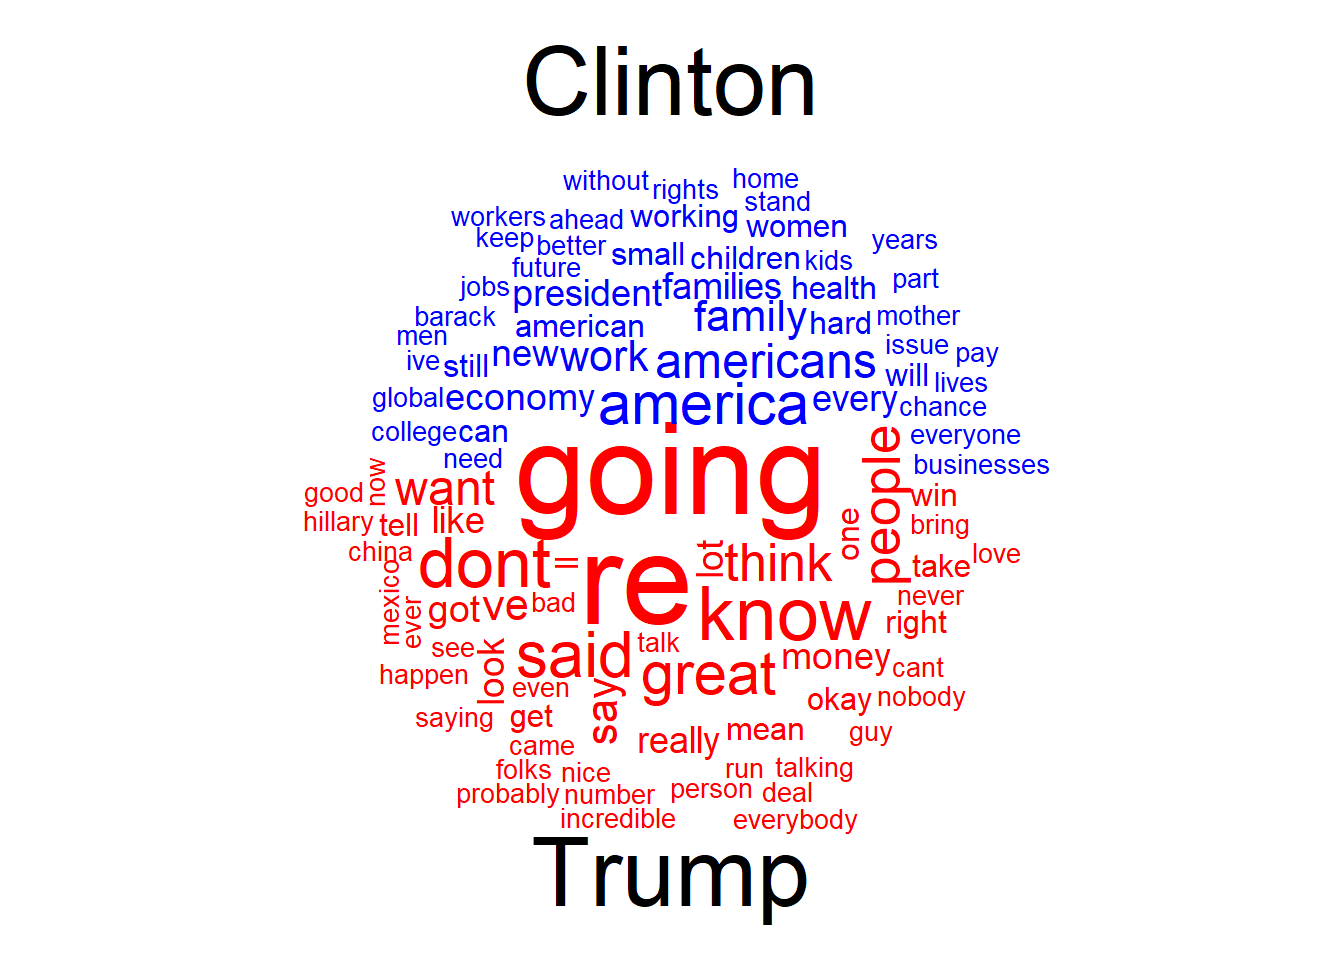 Clinton
without rights home
stand
workers ahead working women
keep better small children kids years
future
jobs president families health part
barack american family hard mother
men
ive still new work americans issue pay
will lives
global economy america every chance
college can everyone
need going people businesses
good now want win
hillary tell like one bring
china dont = re lot think take love
mexico ever got ve bad know never
right
see look said talk great money cant
happen even say okay nobody
saying get really mean guy
came
folks nice run talking
probably number person deal
incredible everybody
Trump